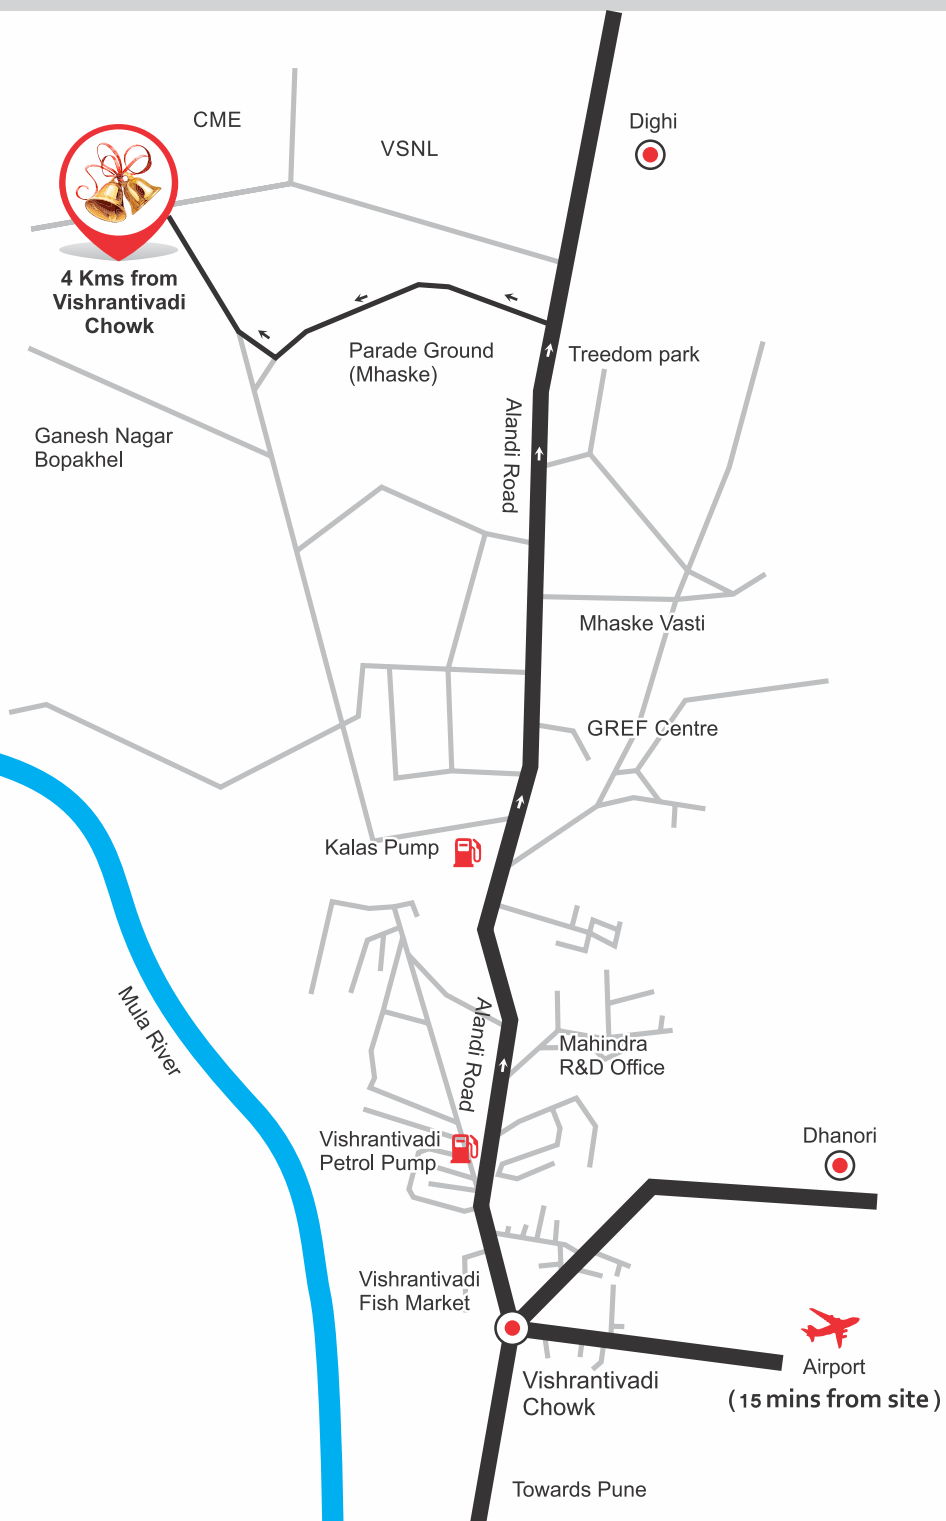 CME
VSNL
Dighi
4 Kms from
Vishrantivadi
Chowk
Parade Ground
(Mhaske)
Treedom park
Alandi Road
Ganesh Nagar
Bopakhel
Mhaske Vasti
GREF Centre
Kalas Pump
Mula River
Alandi Road
Mahindra
R&D Office
Vishrantivadi
Petrol Pump
Dhanori
Vishrantivadi
Fish Market
Airport
(15 mins from site)
Vishrantivadi
Chowk
Towards Pune